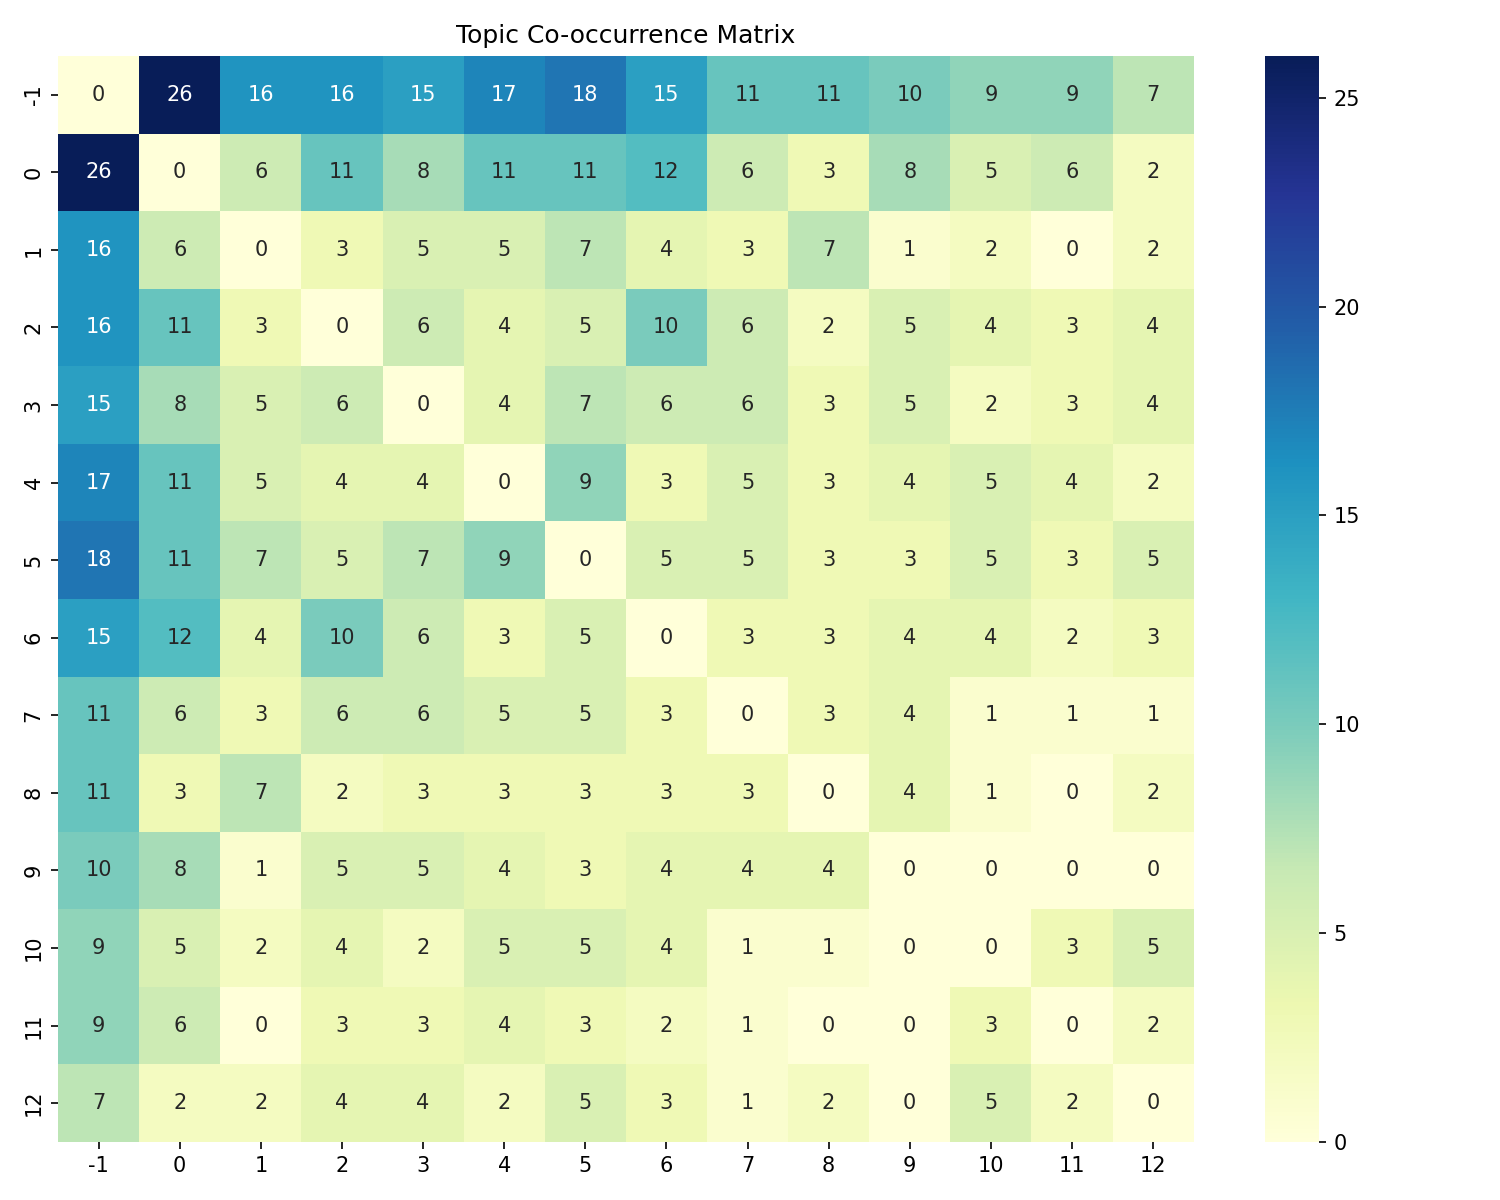 Topic Co-occurrence Matrix
-1 0 26 16 16 15 17 18 15 11 11 10 9 9 7
0 26 0 6 11 8 11 11 12 6 3 8 5 6 2
1 16 6 0 3 5 5 7 4 3 7 1 2 0 2
2 16 11 3 0 6 4 5 10 6 2 5 4 3 4
3 15 8 5 6 0 4 7 6 6 3 5 2 3 4
4 17 11 5 4 4 0 9 3 5 3 4 5 4 2
5 18 11 7 5 7 9 0 5 5 3 3 5 3 5
6 15 12 4 10 6 3 5 0 3 3 4 4 2 3
7 11 6 3 6 6 5 5 3 0 3 4 1 1 1
8 11 3 7 2 3 3 3 3 3 0 4 1 0 2
9 10 8 1 5 5 4 3 4 4 4 0 0 0 0
10 9 5 2 4 2 5 5 4 1 1 0 0 3 5
11 9 6 0 3 3 4 3 2 1 0 0 3 0 2
12 7 2 2 4 4 2 5 3 1 2 0 5 2 0
-1 0 1 2 3 4 5 6 7 8 9 10 11 12
25
20
15
10
5
0